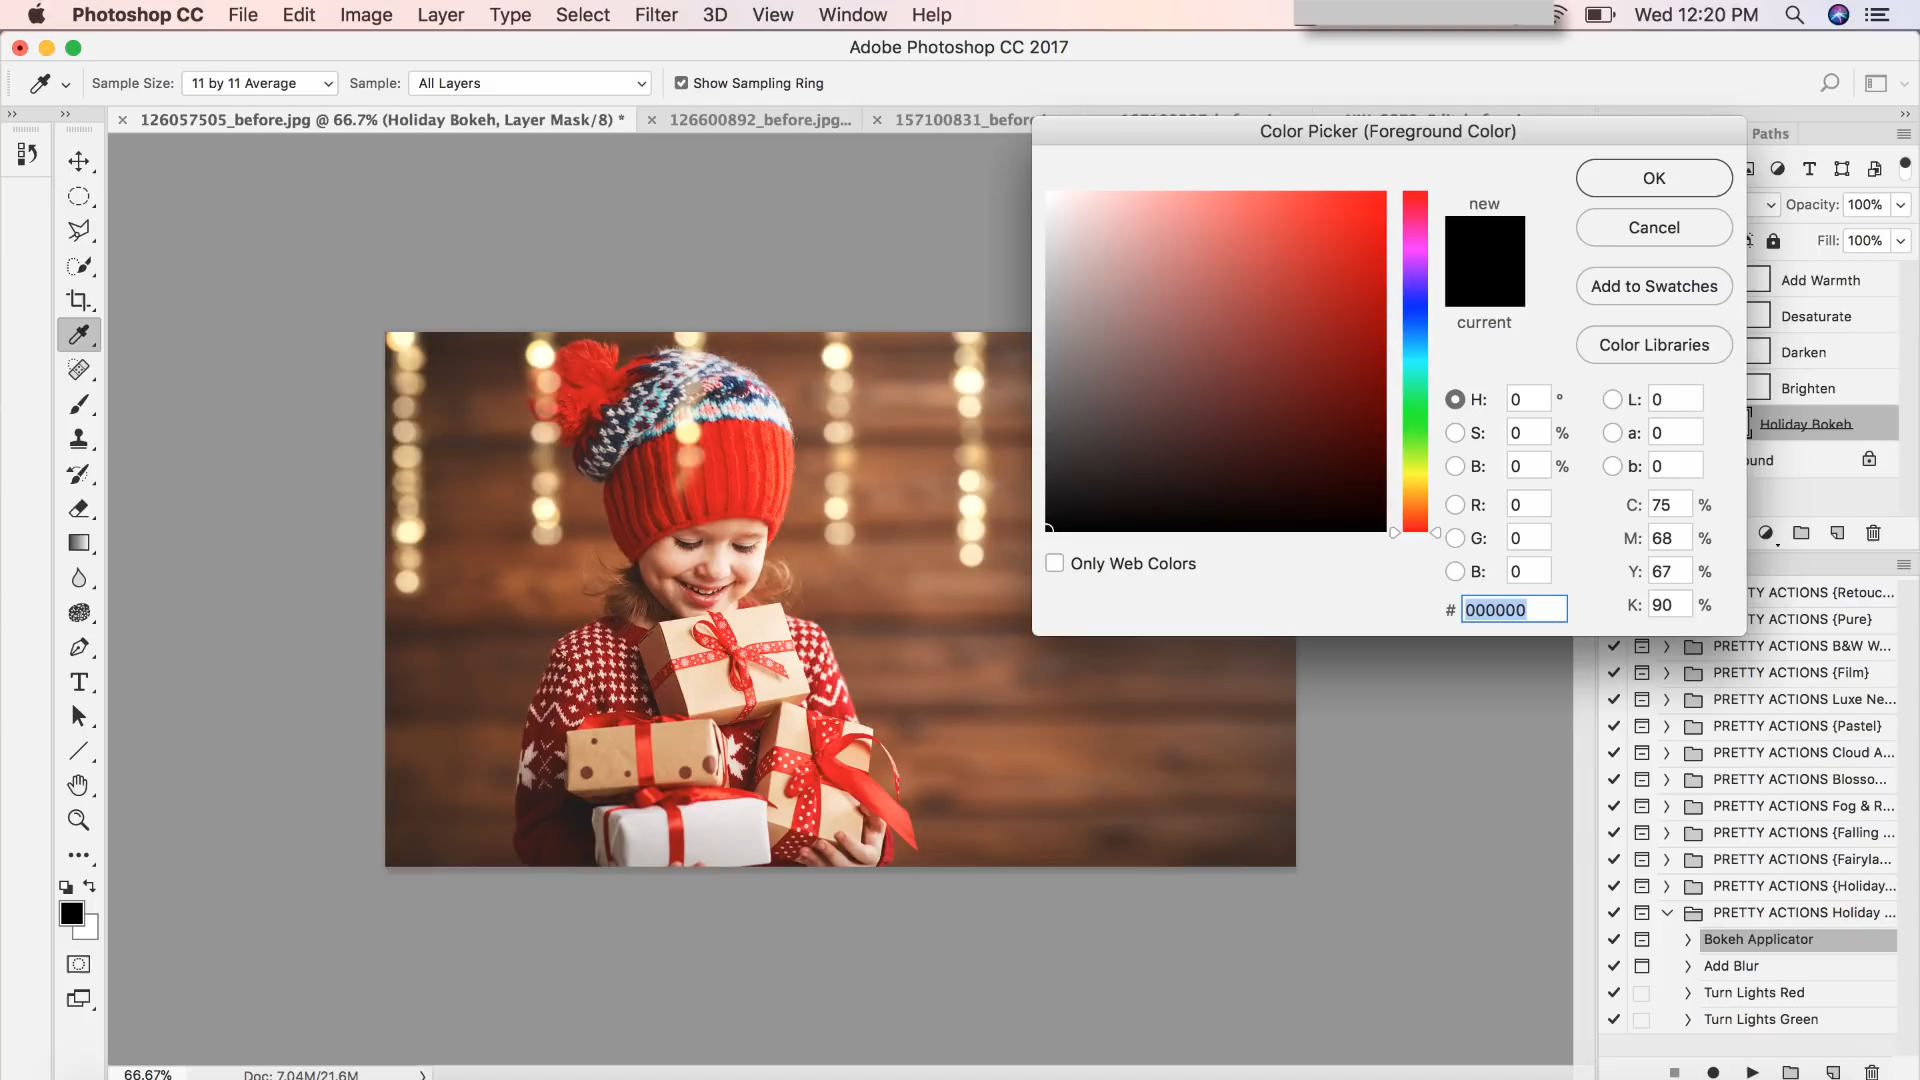 Photoshop CC File Edit Image Layer Type Select Filter 3D View Window Help Wed 12:20 PM
Adobe Photoshop CC 2017
Sample Size: 11 by 11 Average Sample: All Layers Show Sampling Ring
126057505_before.jpg @ 66.7% (Holiday Bokeh, Layer Mask/8) * 126600892_before.jpg... 157100831_before.
Color Picker (Foreground Color)
Paths
OK
new
Cancel
Opacity: 100%
Fill: 100%
Add to Swatches
Add Warmth
current
Desaturate
Color Libraries
Darken
Brighten
H: 0 ° L: 0
Holiday Bokeh
S: 0 % a: 0
B: 0 % b: 0
ound
R: 0 C: 75 %
G: 0 M: 68 %
Only Web Colors
B: 0 Y: 67 %
# 000000 K: 90 %
TY ACTIONS {Retouc...
TY ACTIONS {Pure}
PRETTY ACTIONS B&W W...
PRETTY ACTIONS {Film}
PRETTY ACTIONS Luxe Ne...
PRETTY ACTIONS {Pastel}
PRETTY ACTIONS Cloud A...
PRETTY ACTIONS Blosso...
PRETTY ACTIONS Fog & R...
PRETTY ACTIONS {Falling ...
PRETTY ACTIONS {Fairyla...
PRETTY ACTIONS {Holiday...
PRETTY ACTIONS Holiday ...
Bokeh Applicator
Add Blur
Turn Lights Red
Turn Lights Green
66.67% Doc: 7.04M/21.6M